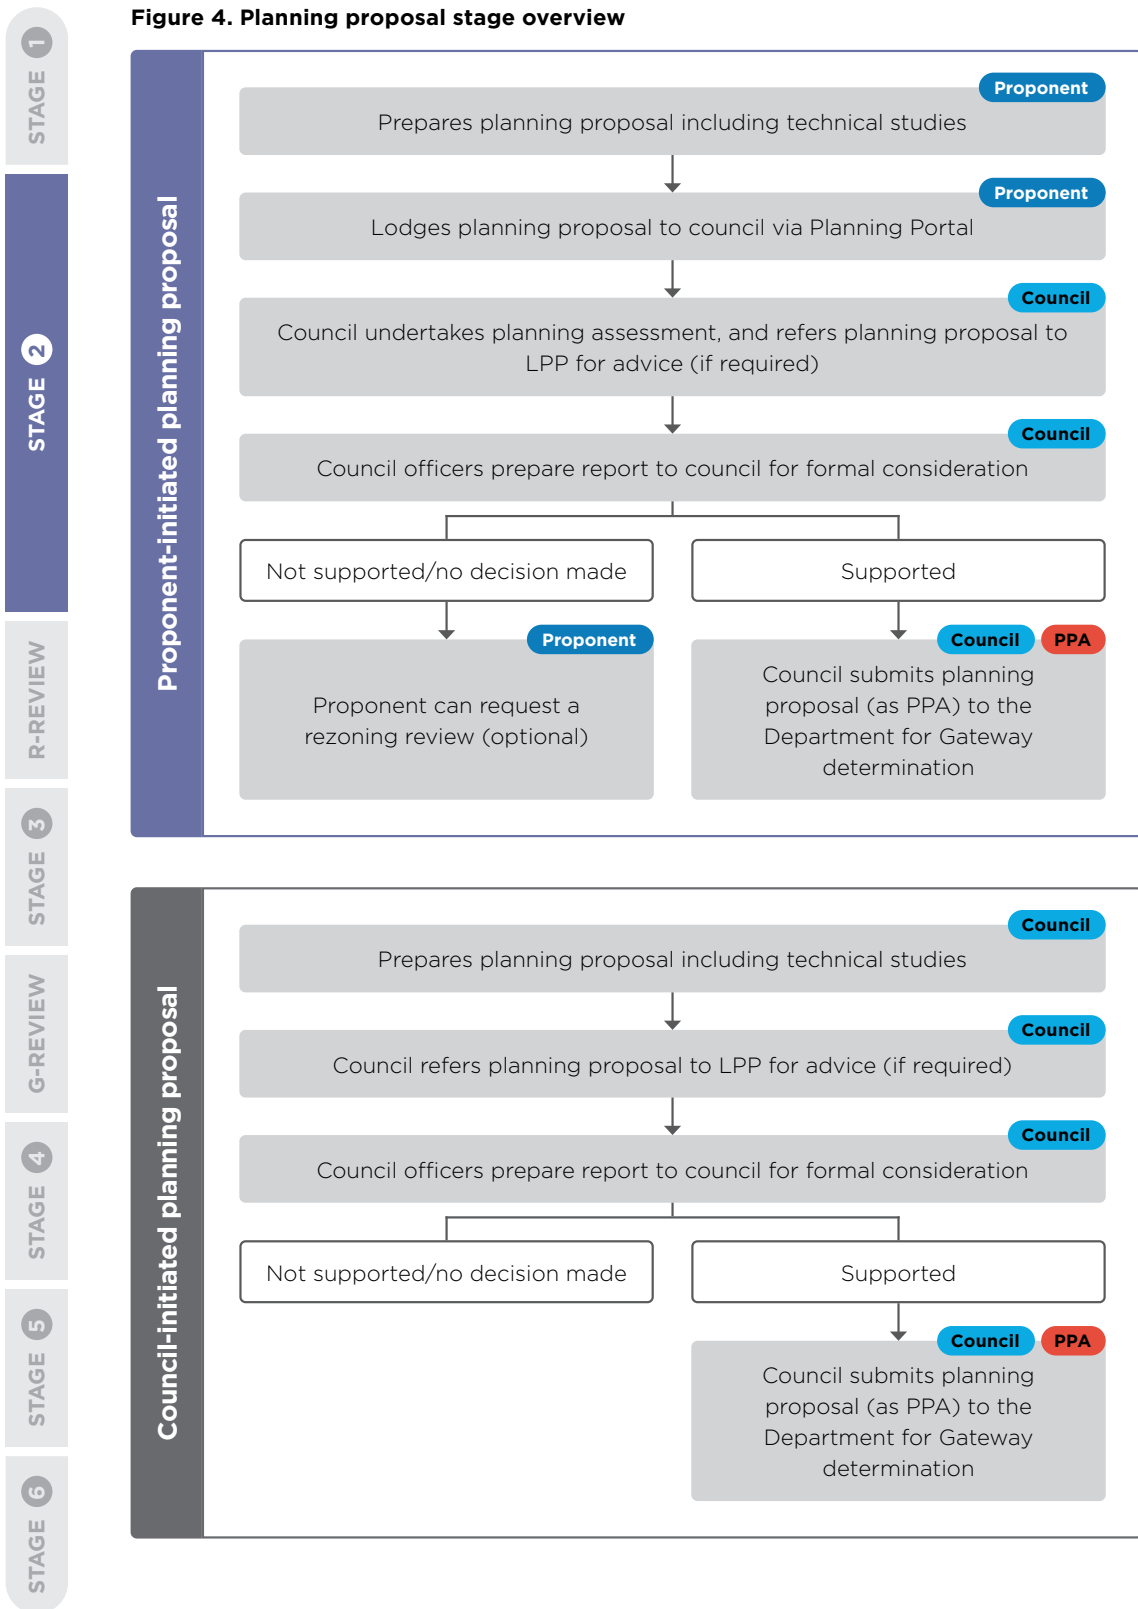 Figure 4. Planning proposal stage overview
STAGE 1
STAGE 2
R-REVIEW
STAGE 3
G-REVIEW
STAGE 4
STAGE 5
STAGE 6
Proponent-initiated planning proposal
Proponent
Prepares planning proposal including technical studies
Proponent
Lodges planning proposal to council via Planning Portal
Council
Council undertakes planning assessment, and refers planning proposal to
LPP for advice (if required)
Council
Council officers prepare report to council for formal consideration
Not supported/no decision made
Supported
Proponent
Proponent can request a
rezoning review (optional)
Council PPA
Council submits planning
proposal (as PPA) to the
Department for Gateway
determination
Council-initiated planning proposal
Council
Prepares planning proposal including technical studies
Council
Council refers planning proposal to LPP for advice (if required)
Council
Council officers prepare report to council for formal consideration
Not supported/no decision made
Supported
Council PPA
Council submits planning
proposal (as PPA) to the
Department for Gateway
determination